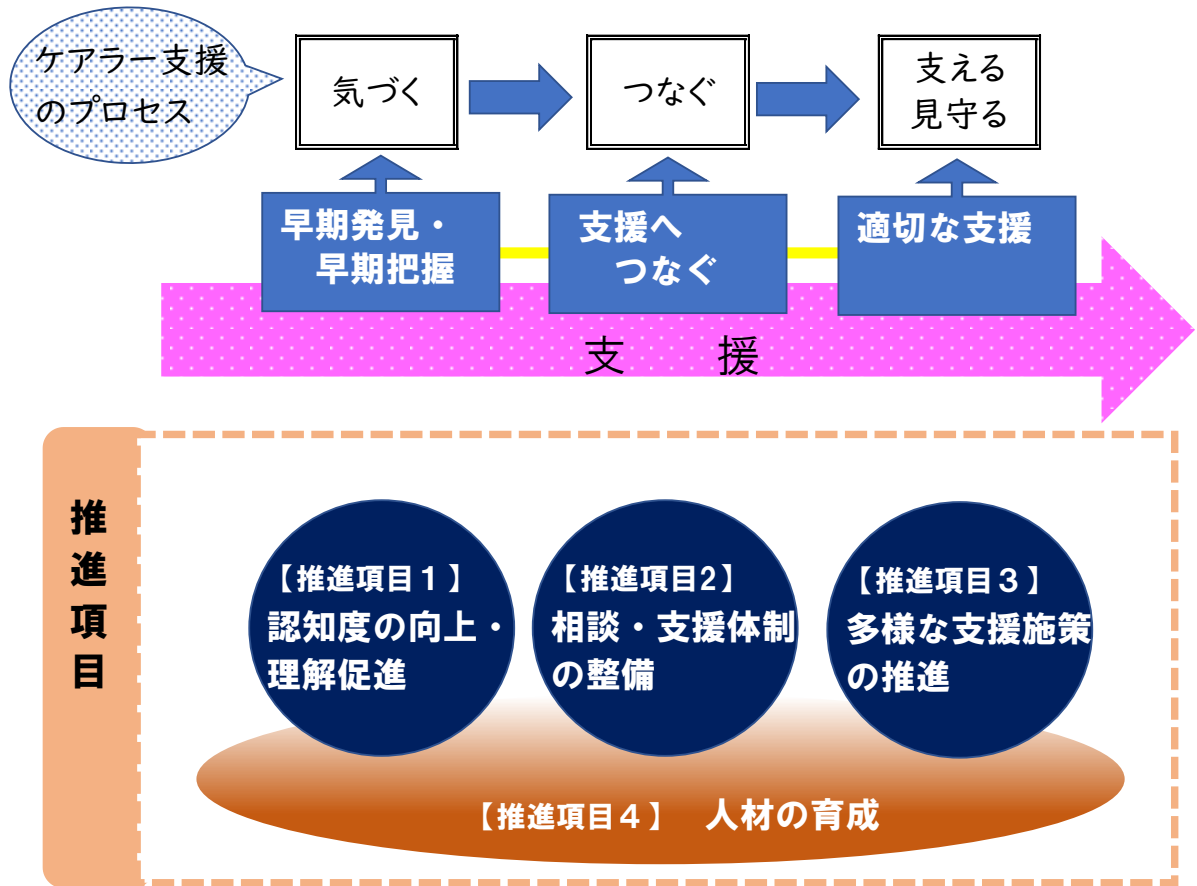 ケアラー支援
のプロセス
気づく
つなぐ
支える
見守る
早期発見・
早期把握
支援へ
つなぐ
適切な支援
支　援
推進項目
【推進項目１】
認知度の向上・
理解促進
【推進項目2】
相談・支援体制
の整備
【推進項目３】
多様な支援施策
の推進
【推進項目４】　人材の育成